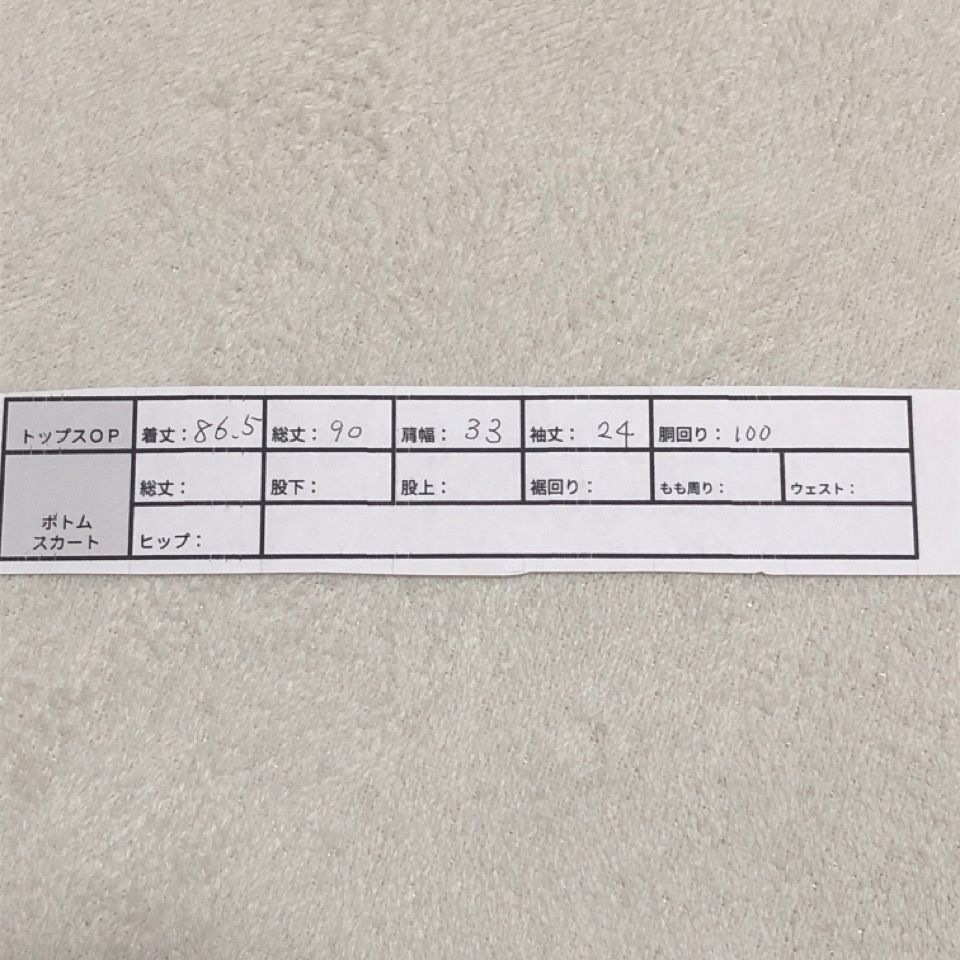 トップスOP 着丈：86.5 総丈：90 肩幅：33 袖丈：24 胴回り：100
総丈： 股下： 股上： 裾回り： もも周り： ウェスト：
ボトム
スカート ヒップ：